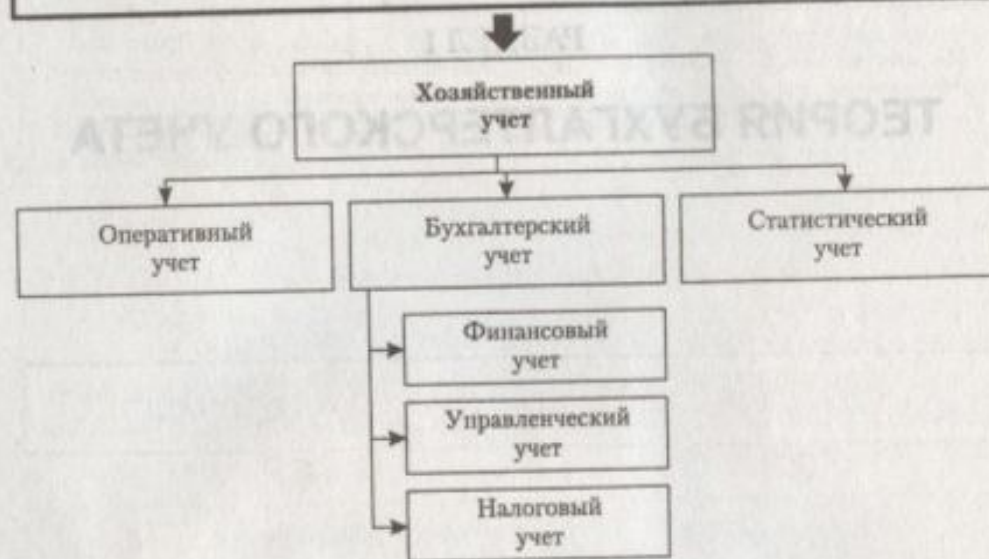 Хозяйственный
учет
Оперативный
учет
Бухгалтерский
учет
Статистический
учет
Финансовый
учет
Управленческий
учет
Налоговый
учет